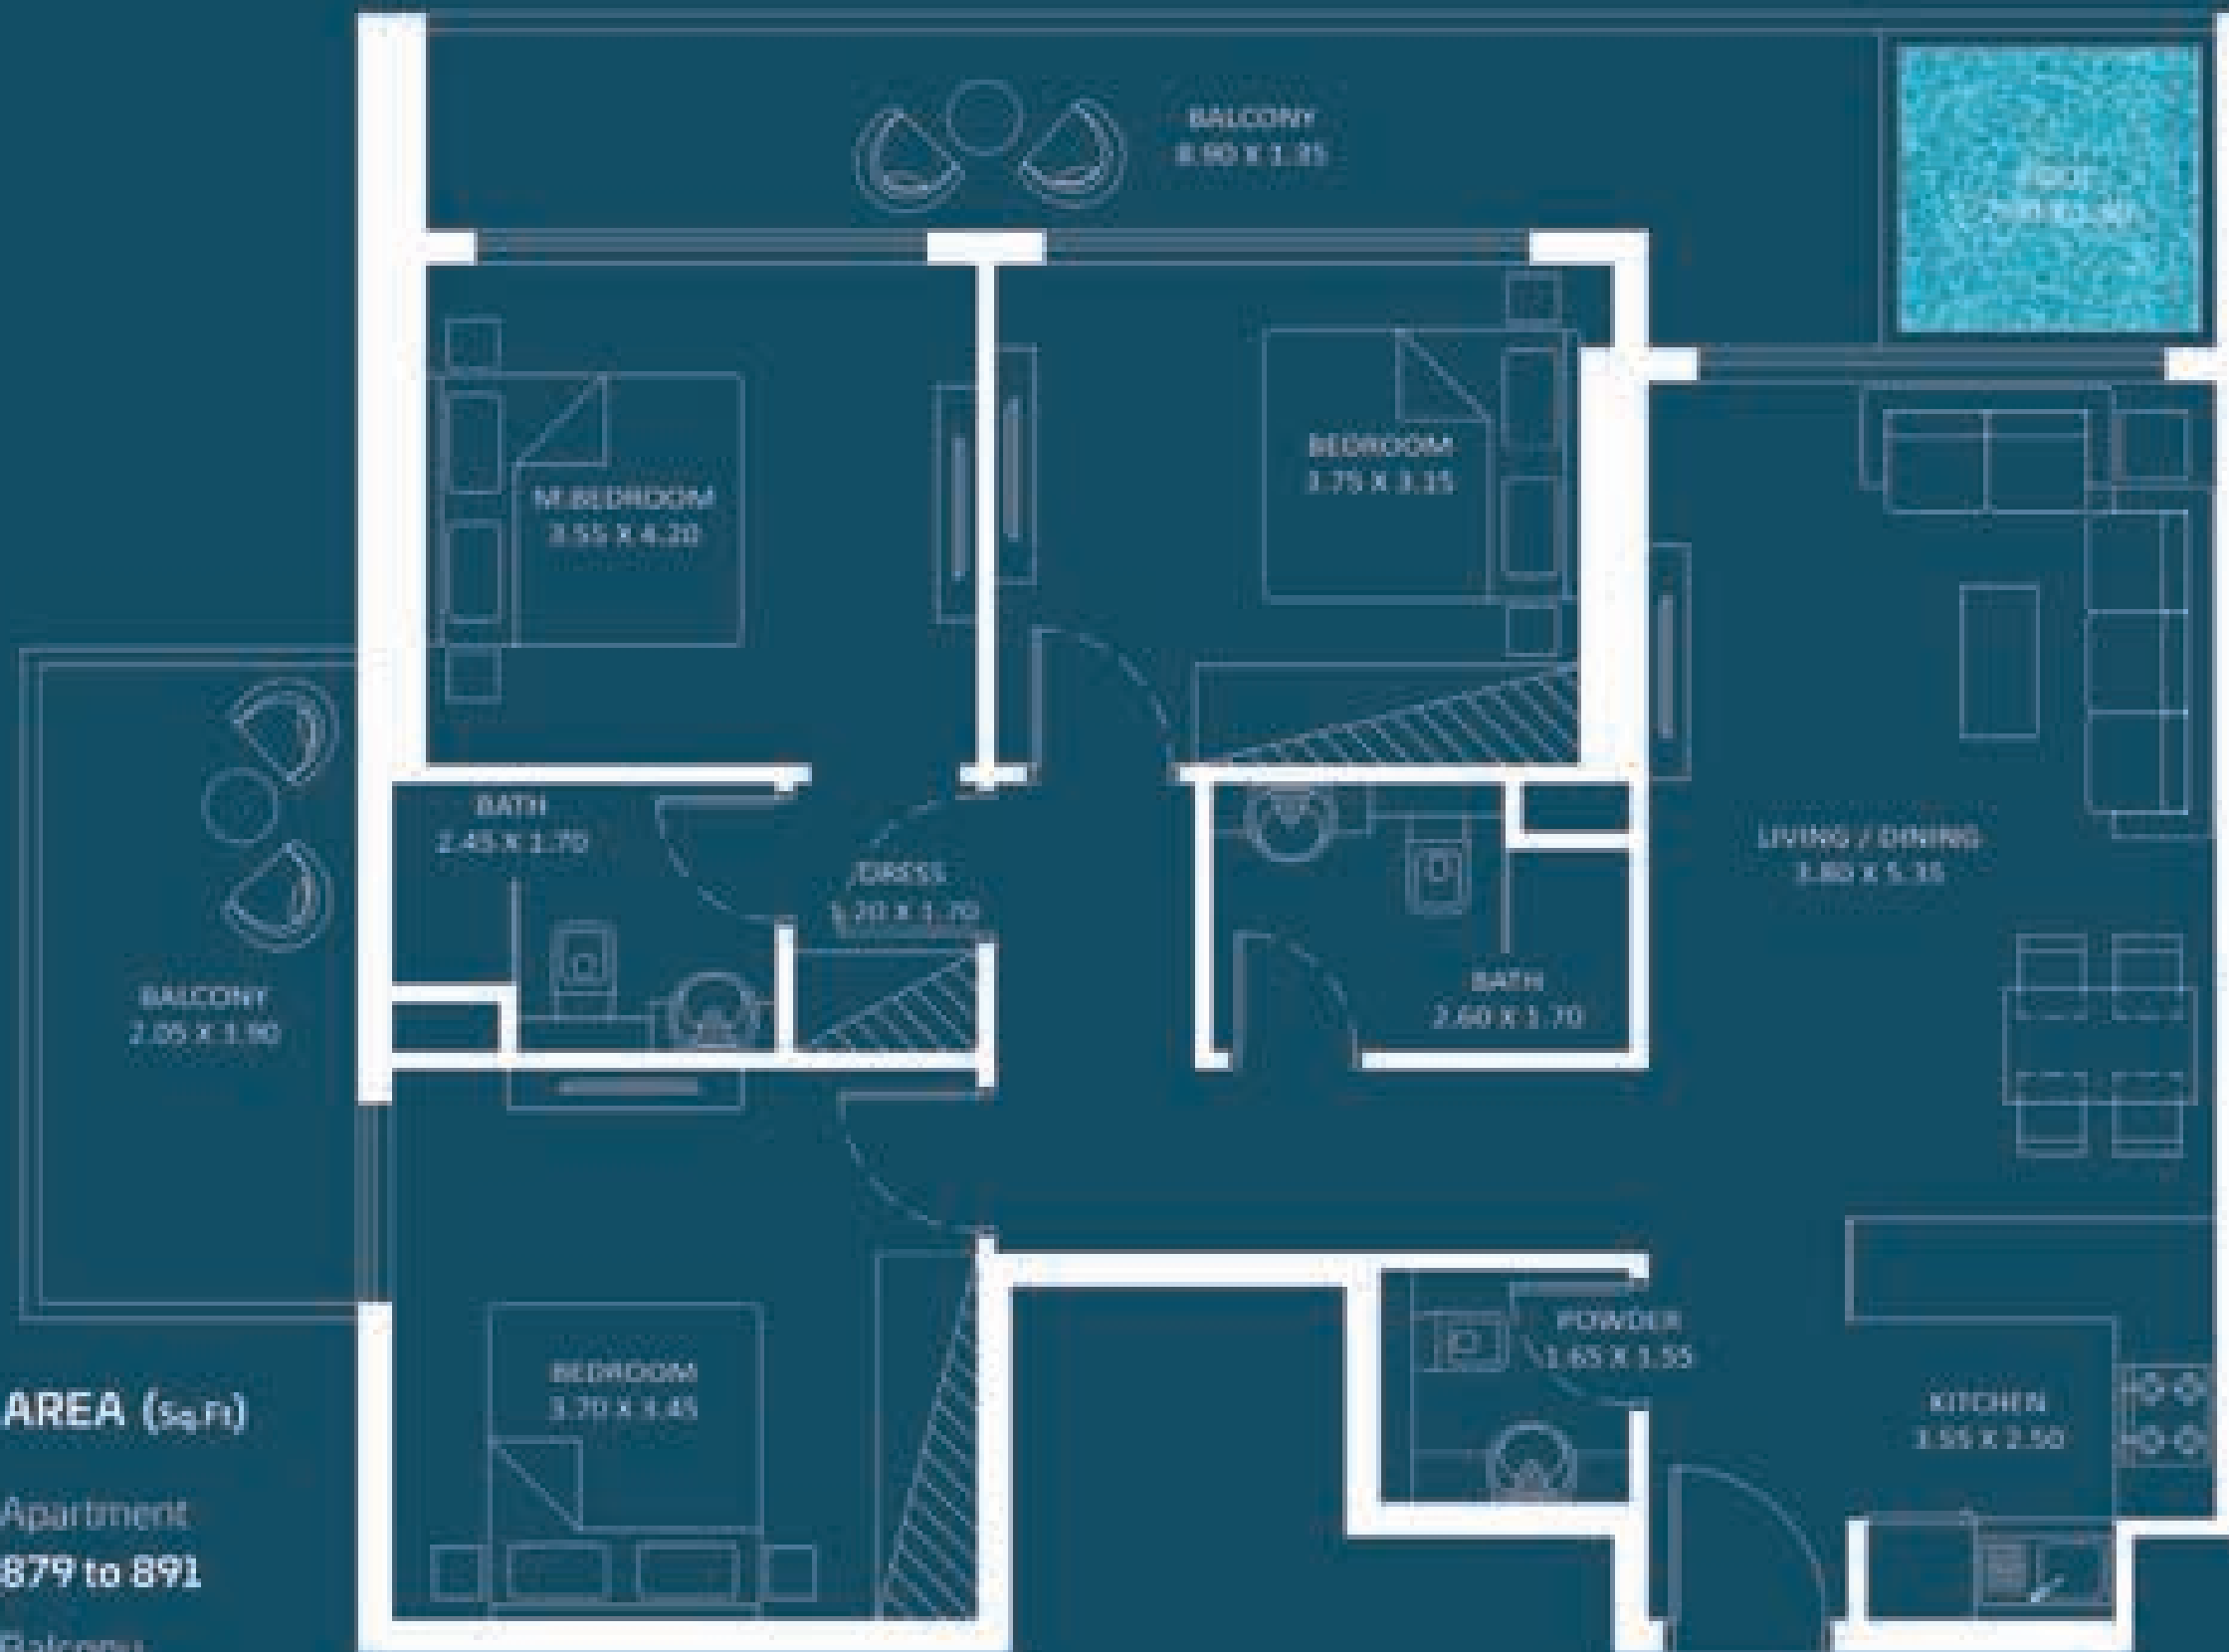 BALCONY
8.90 X 1.35
BEDROOM
3.75 X 3.15
M.BEDROOM
3.55 X 4.20
BATH
2.45 X 1.70
LIVING / DINING
3.80 X 5.35
DRESS
1.20 X 1.70
BATH
2.60 X 1.70
BALCONY
2.05 X
POWDER
1.65 X 1.55
BEDROOM
3.70 X 3.45
KITCHEN
3.55 X 2.50
AREA (Sq.Ft)
Apartment
879 to 891
Balcony